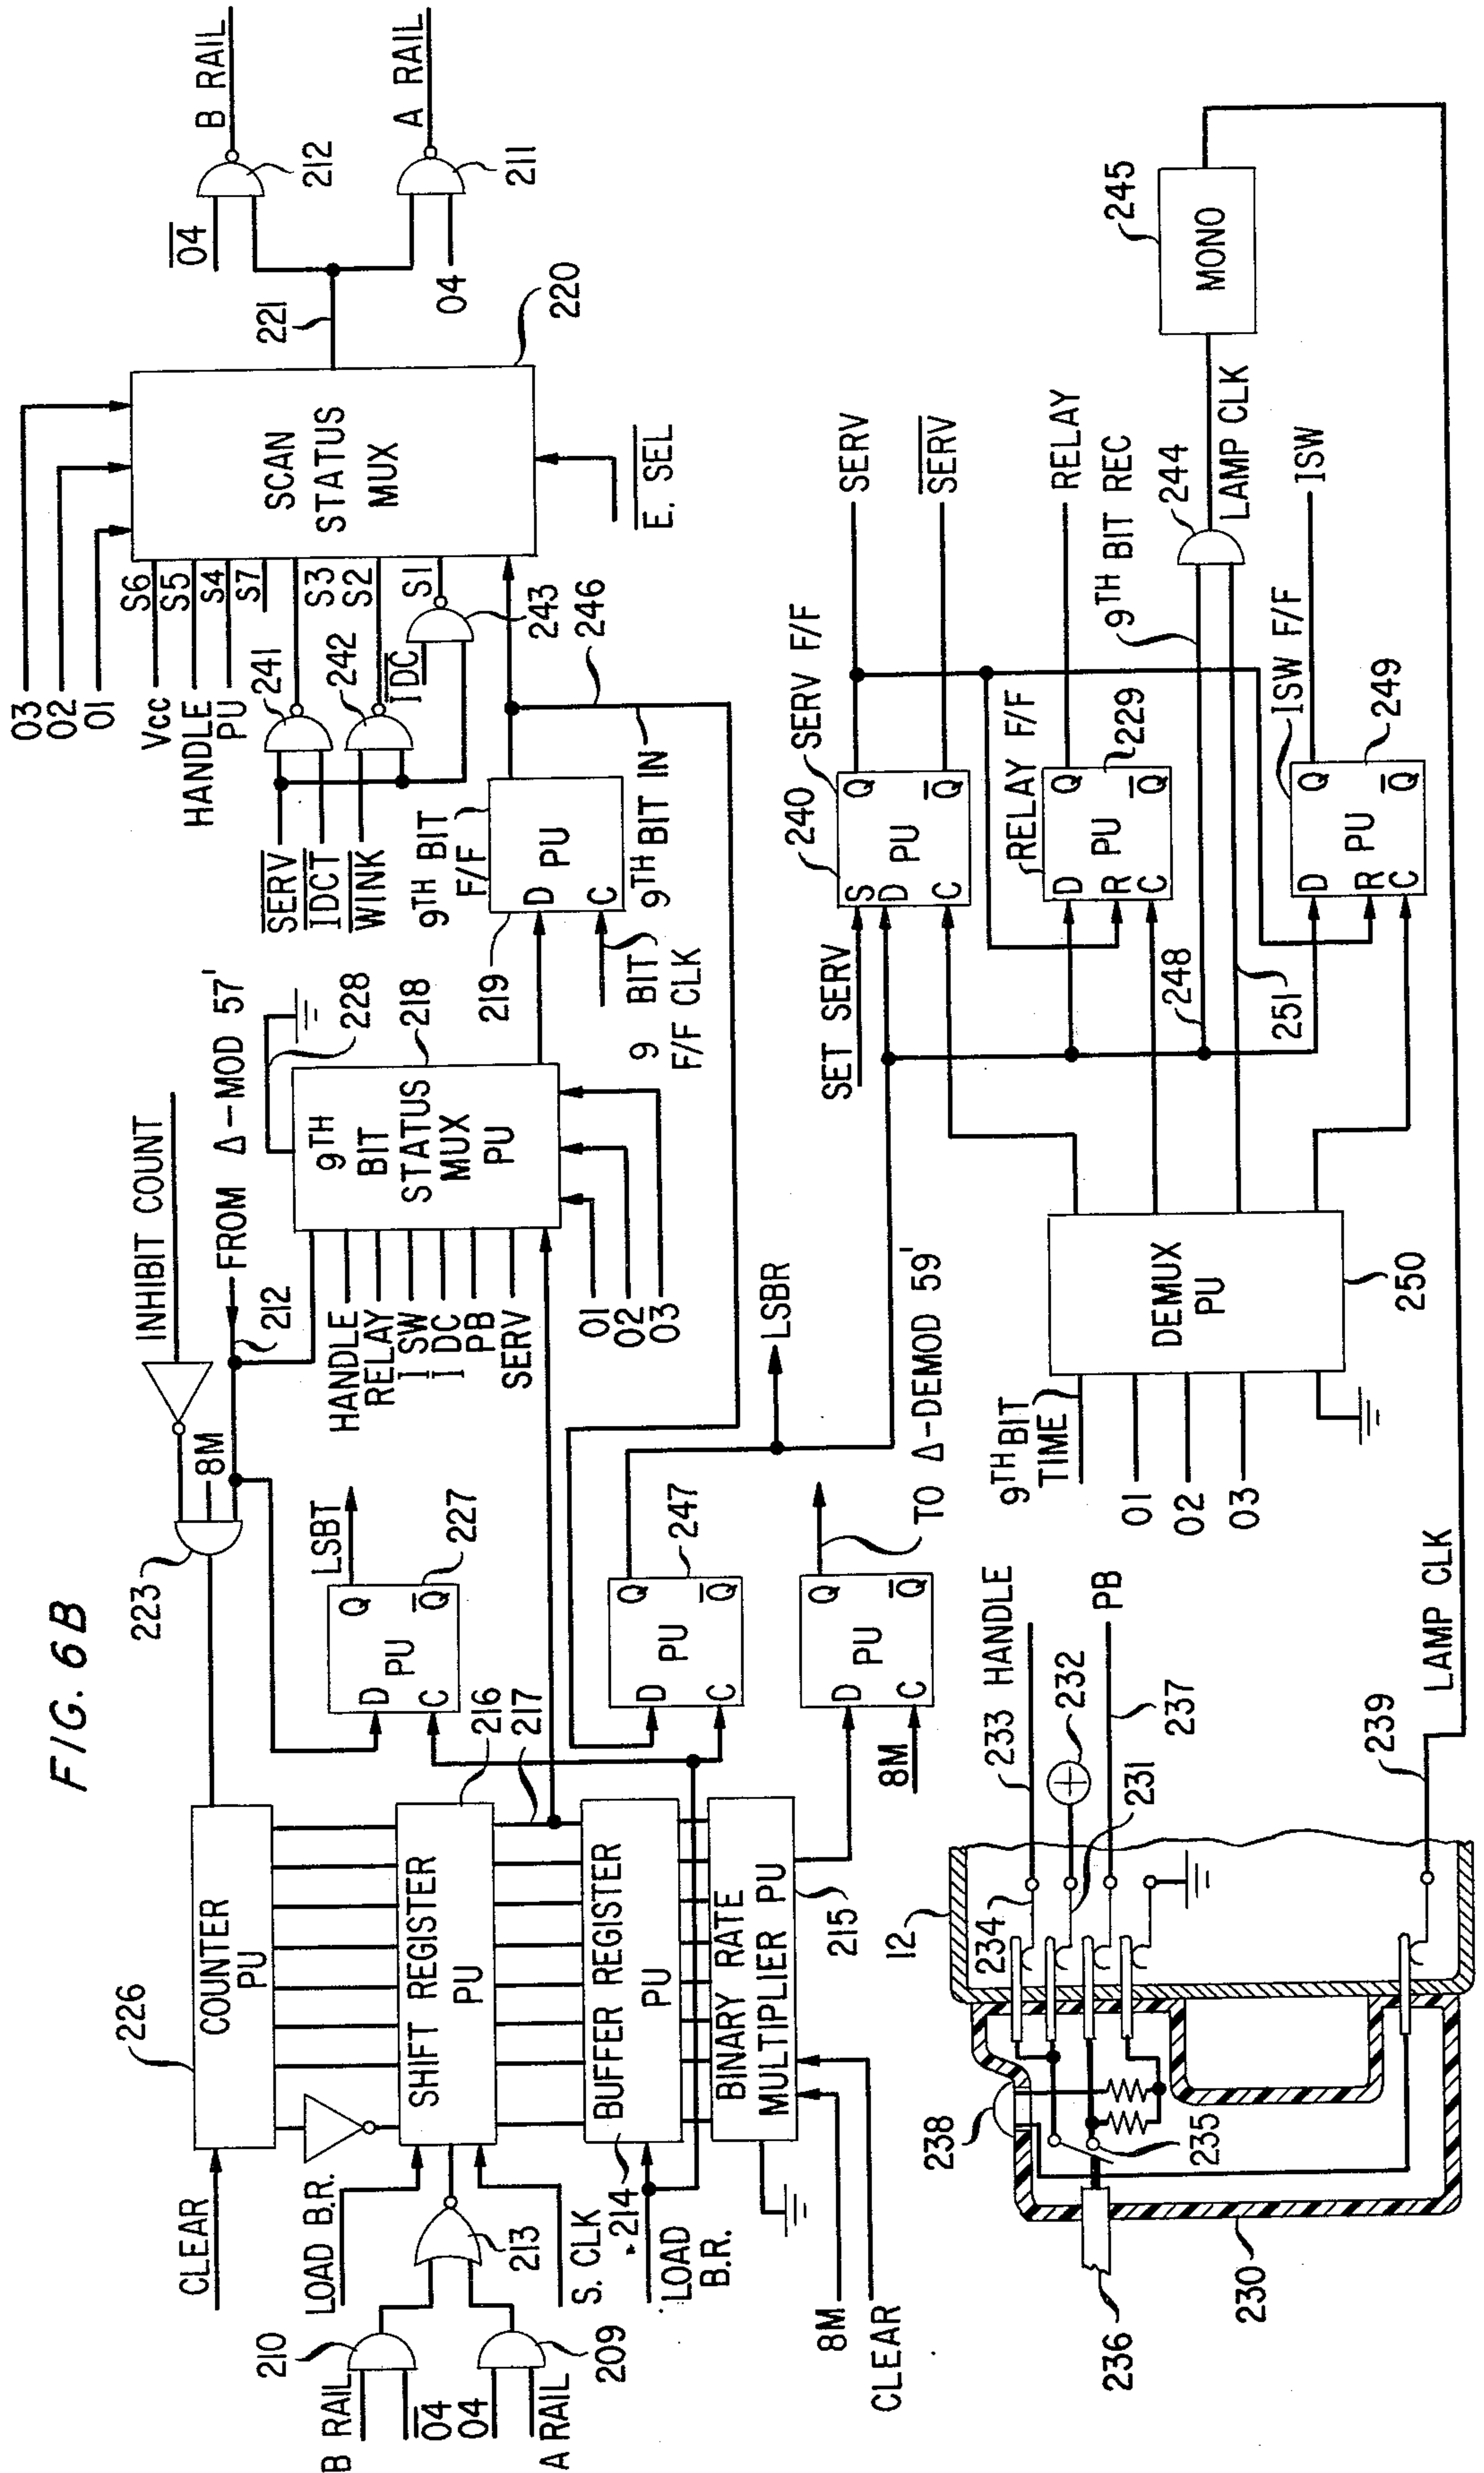 FIG. 6B
INHIBIT COUNT
FROM Δ-MOD 57'
223
8M
212
226
CLEAR
COUNTER
PU
LOAD B.R.
SHIFT REGISTER
PU
216
217
210
B RAIL
04
04
A RAIL
209
213
S. CLK
214
LOAD
B.R.
BUFFER REGISTER
PU
BINARY RATE
MULTIPLIER PU
215
8M
CLEAR
LSBT
D
C
PU
Q
Q
227
D
C
PU
Q
Q
247
LSBR
8M
D
C
PU
Q
Q
TO Δ-DEMOD 59'
HANDLE
RELAY
I SW
I DC
PB
SERV
01
02
03
9TH
BIT
STATUS
MUX
PU
228
218
219
9TH BIT
F/F
D
C
PU
9 BIT
F/F CLK
9TH BIT IN
246
03
02
01
Vcc
HANDLE
PU
S6
S5
S4
S7
S3
S2
S1
241
242
243
SERV
IDCT
WINK
IDC
SCAN
STATUS
MUX
E. SEL
220
221
04
04
B RAIL
212
A RAIL
211
SET SERV
240
SERV F/F
S
D
C
PU
Q
Q
SERV
SERV
RELAY F/F
D
R
C
PU
Q
Q
229
RELAY
9TH BIT REC
244
LAMP CLK
248
251
ISW F/F
D
R
C
PU
Q
Q
249
ISW
245
MONO
9TH BIT
TIME
01
02
03
DEMUX
PU
250
12
234
233 HANDLE
232
231
PB
237
239
LAMP CLK
238
235
236
230